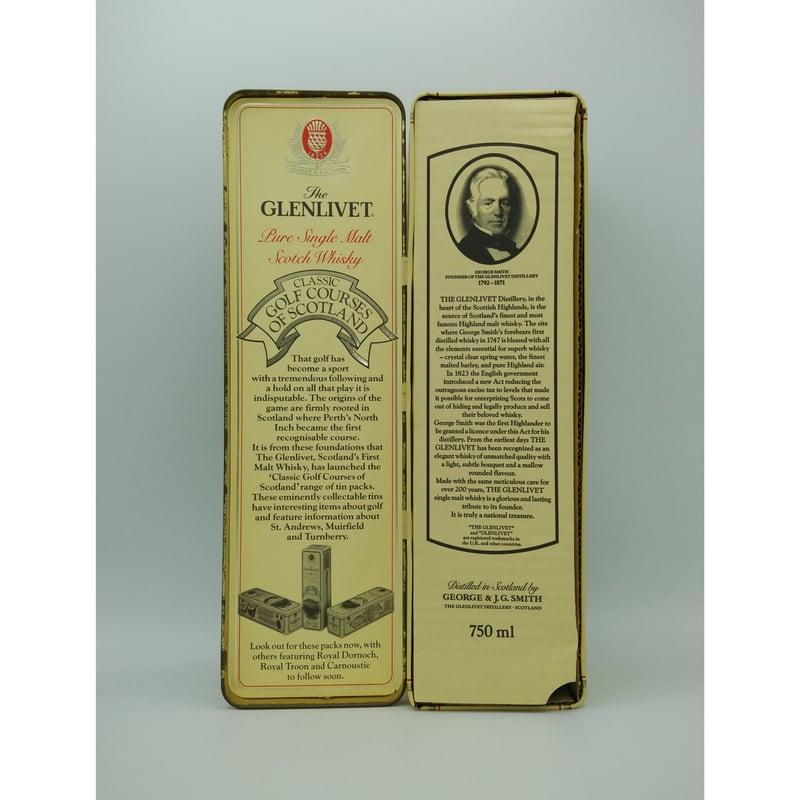 The
GLENLIVET®
Pure Single Malt
Scotch Whisky
CLASSIC
GOLF COURSES
OF SCOTLAND
That golf has
become a sport
with a tremendous following and
a hold on all that play it is
indisputable. The origins of the
game are firmly rooted in
Scotland where Perth's North
Inch became the first
recognisable course.
It is from these foundations that
The Glenlivet, Scotland's First
Malt Whisky, has launched the
'Classic Golf Courses of
Scotland' range of tin packs.
These eminently collectable tins
have interesting items about golf
and feature information about
St. Andrews, Muirfield
and Turnberry.
Look out for these packs now, with
others featuring Royal Dornoch,
Royal Troon and Carnoustie
to follow soon.
GEORGE SMITH
FOUNDER OF THE GLENLIVET DISTILLERY
1792–1871
THE GLENLIVET Distillery, in the
heart of the Scottish Highlands, is the
source of Scotland's finest and most
famous Highland malt whisky. The site
where George Smith's forebears first
distilled whisky in 1747 is blessed with all
the elements essential for superb whisky
– crystal clear spring water, the finest
malted barley, and pure Highland air.
In 1823 the English government
introduced a new Act reducing the
outrageous excise tax to levels that made
it possible for enterprising Scots to come
out of hiding and legally produce and sell
their beloved whisky.
George Smith was the first Highlander to
be granted a licence under this Act for his
distillery. From the earliest days THE
GLENLIVET has been recognized as an
elegant whisky of unmatched quality with
a light, subtle bouquet and a mellow
rounded flavour.
Made with the same meticulous care for
over 200 years, THE GLENLIVET
single malt whisky is a glorious and lasting
tribute to its founder.
It is truly a national treasure.
"THE GLENLIVET"
and "GLENLIVET"
are registered trademarks in
the U.K. and other countries.
Distilled in Scotland by
GEORGE & J.G. SMITH
THE GLENLIVET DISTILLERY · SCOTLAND
750 ml